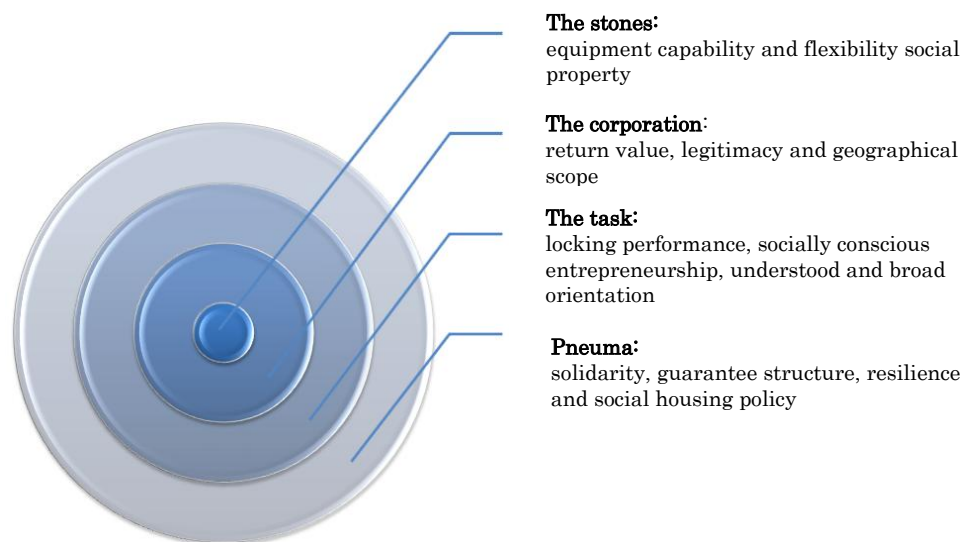 The stones:
equipment capability and flexibility social
property
The corporation:
return value, legitimacy and geographical
scope
The task:
locking performance, socially conscious
entrepreneurship, understood and broad
orientation
Pneuma:
solidarity, guarantee structure, resilience
and social housing policy